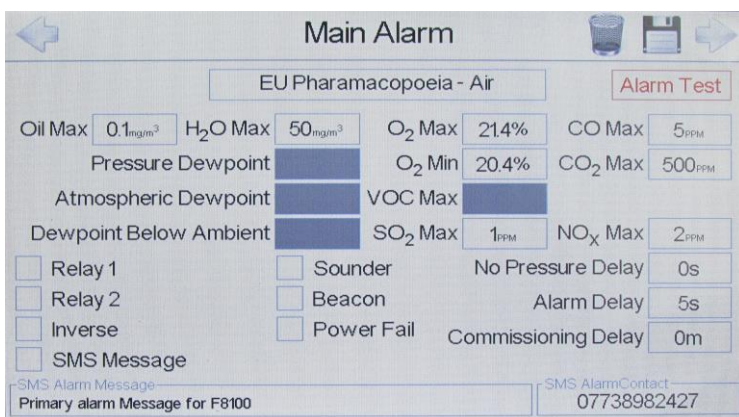 Main Alarm
EU Pharamacopoeia - Air
Alarm Test
Oil Max 0.1mg/m³ H₂O Max 50mg/m³ O₂ Max 21.4% CO Max 5PPM
Pressure Dewpoint O₂ Min 20.4% CO₂ Max 500PPM
Atmospheric Dewpoint VOC Max
Dewpoint Below Ambient SO₂ Max 1PPM NOX Max 2PPM
Relay 1 Sounder No Pressure Delay 0s
Relay 2 Beacon Alarm Delay 5s
Inverse Power Fail Commissioning Delay 0m
SMS Message
SMS Alarm Message SMS AlarmContact
Primary alarm Message for F8100 07738982427